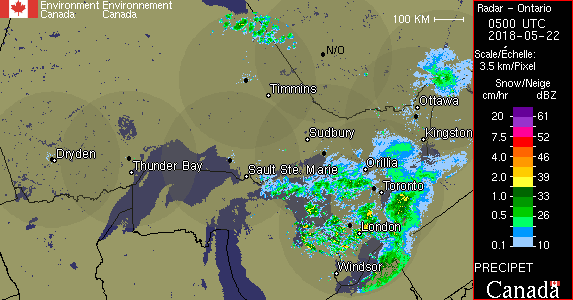 Environment Environnement
Canada Canada
100 KM
N/O
Timmins
Ottawa
Sudbury
Kingston
Dryden
Thunder Bay
Sault Ste. Marie
Orillia
Toronto
London
Windsor
Radar - Ontario
0500 UTC
2018-05-22
Scale/Échelle:
3.5 km/Pixel
Snow/Neige
cm/hr dBZ
20 61
7.5 52
4.0 46
2.0 39
1.0 33
0.5 26
0.1 10
PRECIPET
Canada